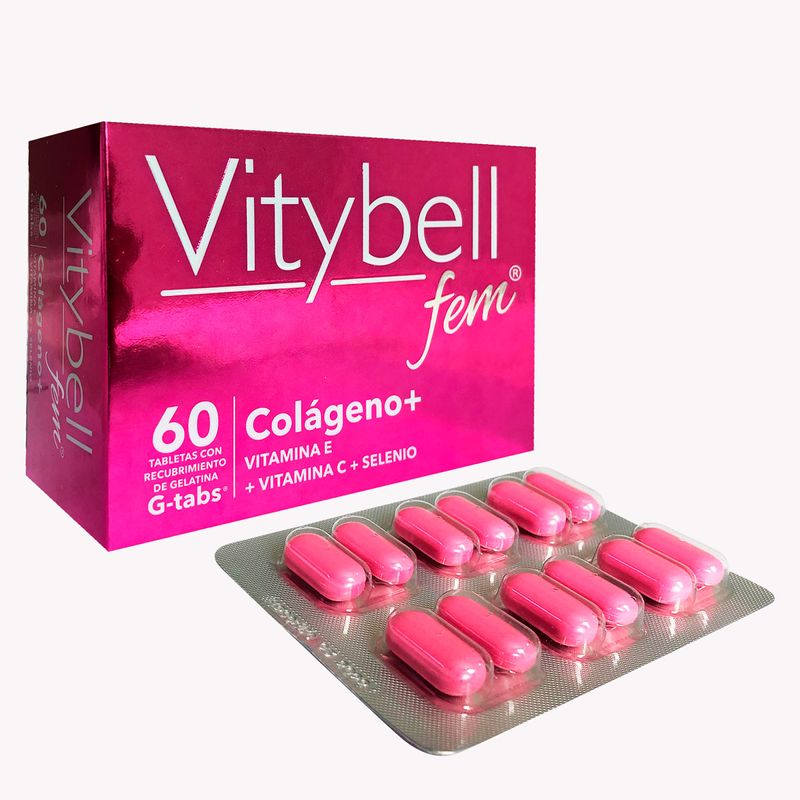 Vitybell
fem®
60
TABLETAS CON
RECUBRIMIENTO
DE GELATINA
G-tabs®
Colágeno+
VITAMINA E
+ VITAMINA C + SELENIO
Vitybell
fem®
60
Colágeno+